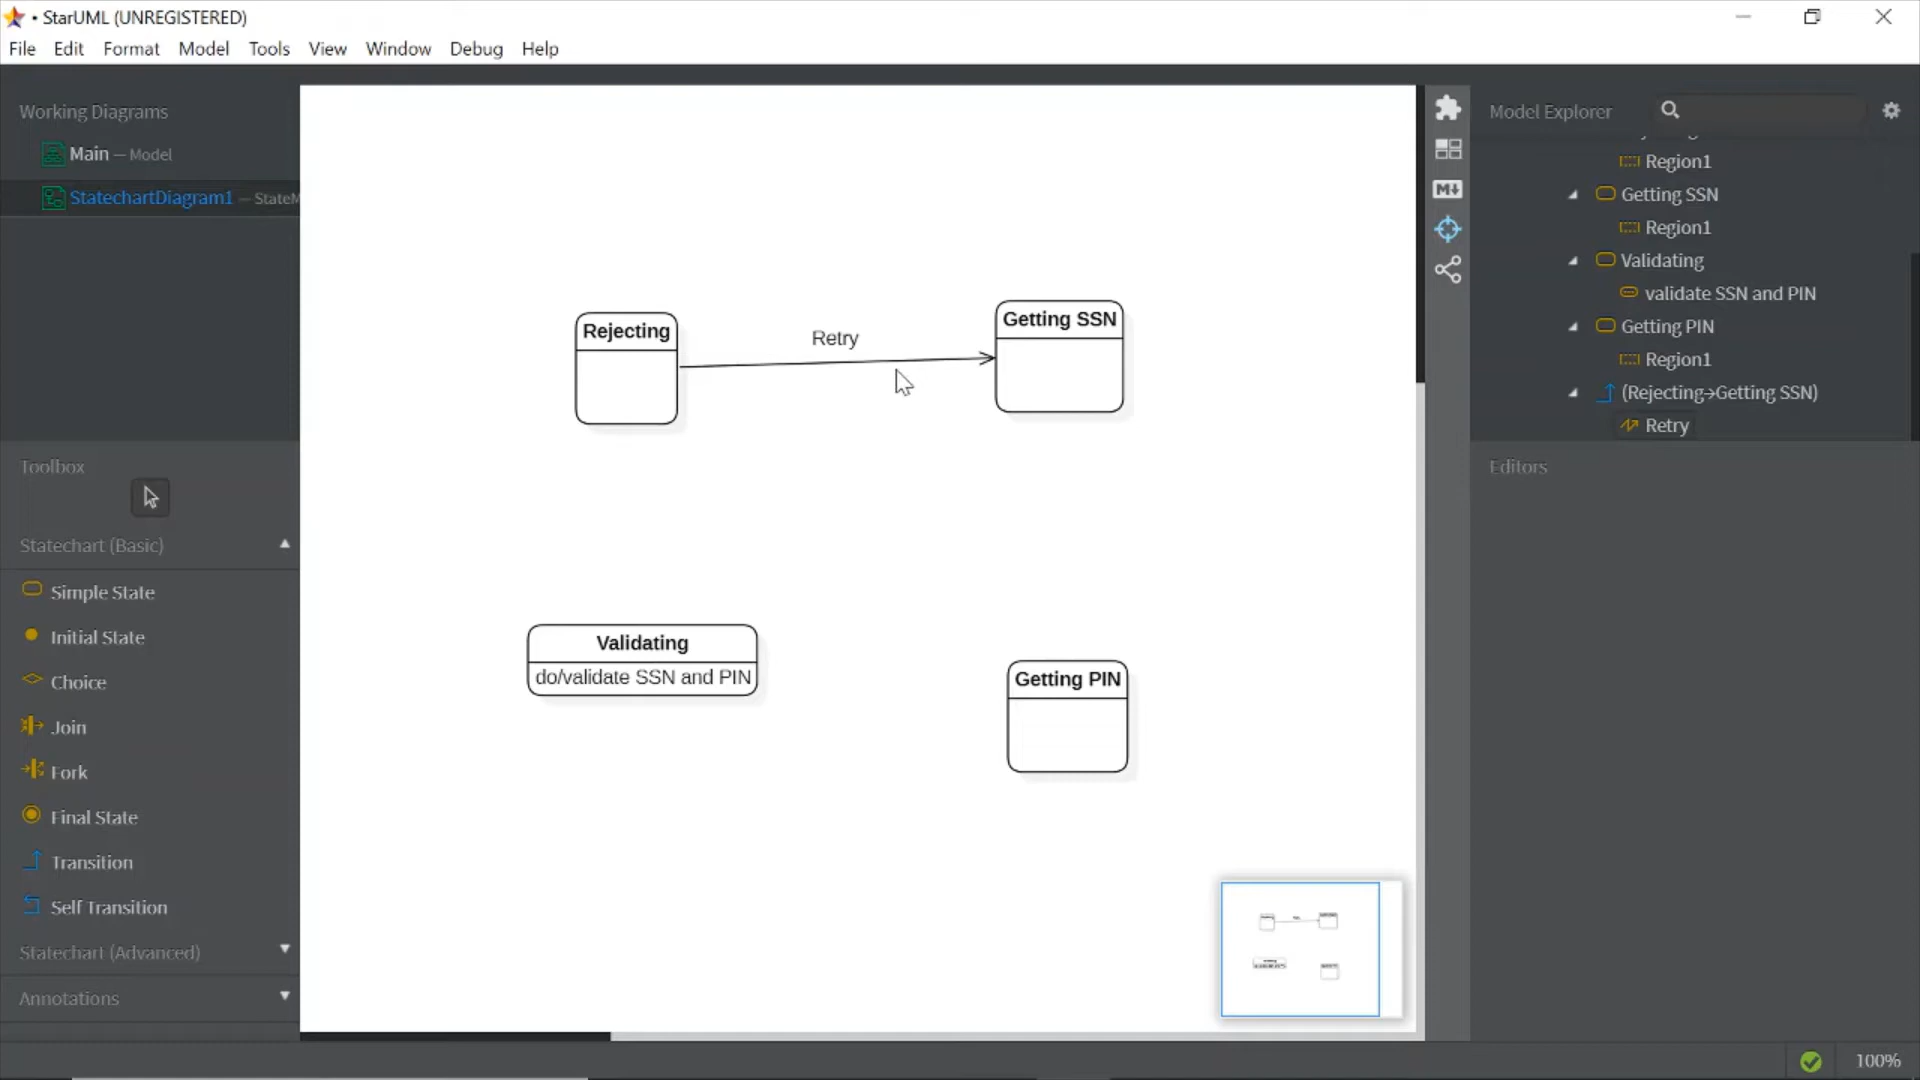 • StarUML (UNREGISTERED)
File Edit Format Model Tools View Window Debug Help
Working Diagrams
Main — Model
StatechartDiagram1 — StateM
Toolbox
Statechart (Basic)
Simple State
Initial State
Choice
Join
Fork
Final State
Transition
Self Transition
Statechart (Advanced)
Annotations
Rejecting
Retry
Getting SSN
Validating
do/validate SSN and PIN
Getting PIN
M↓
Model Explorer
Region1
Getting SSN
Region1
Validating
validate SSN and PIN
Getting PIN
Region1
(Rejecting→Getting SSN)
Retry
Editors
100%